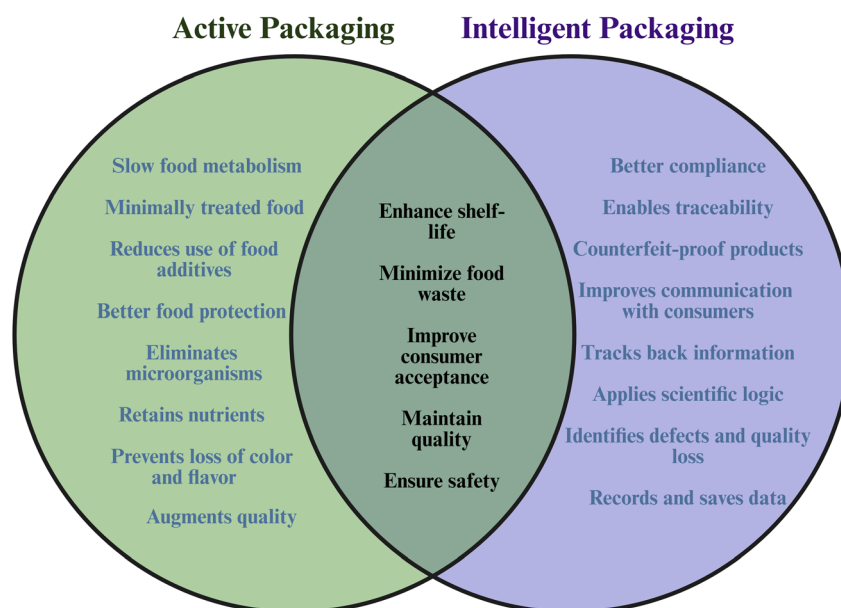 Active Packaging
Intelligent Packaging
Slow food metabolism
Minimally treated food
Reduces use of food
additives
Better food protection
Eliminates
microorganisms
Retains nutrients
Prevents loss of color
and flavor
Augments quality
Enhance shelf-
life
Minimize food
waste
Improve
consumer
acceptance
Maintain
quality
Ensure safety
Better compliance
Enables traceability
Counterfeit-proof products
Improves communication
with consumers
Tracks back information
Applies scientific logic
Identifies defects and quality
loss
Records and saves data